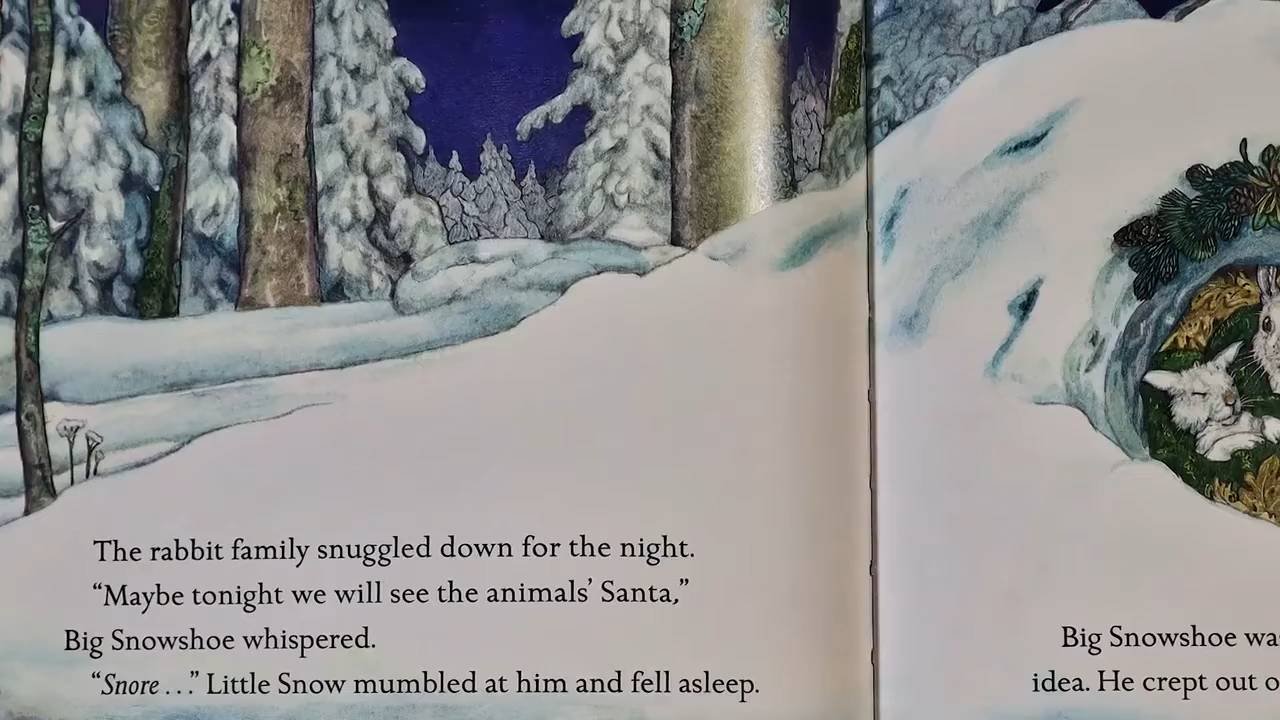 The rabbit family snuggled down for the night.
“Maybe tonight we will see the animals’ Santa,”
Big Snowshoe whispered.
“Snore . . .” Little Snow mumbled at him and fell asleep.
Big Snowshoe
idea. He crept out